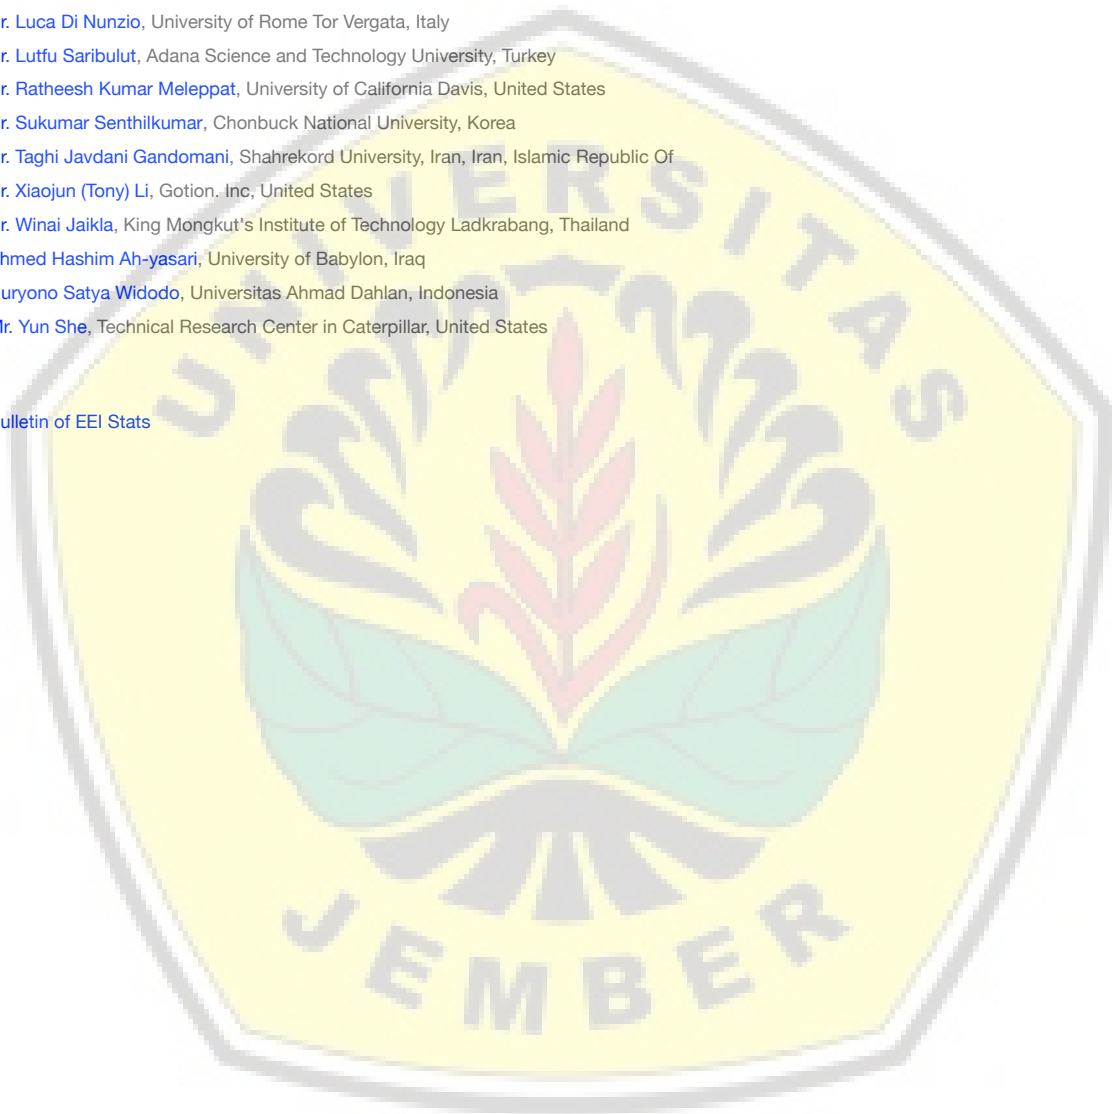 r. Luca Di Nunzio, University of Rome Tor Vergata, Italy
r. Lutfu Saribulut, Adana Science and Technology University, Turkey
r. Ratheesh Kumar Meleppat, University of California Davis, United States
r. Sukumar Senthilkumar, Chonbuck National University, Korea
r. Taghi Javdani Gandomani, Shahrekord University, Iran, Iran, Islamic Republic Of
r. Xiaojun (Tony) Li, Gotion. Inc, United States
r. Winai Jaikla, King Mongkut's Institute of Technology Ladkrabang, Thailand
hmed Hashim Ah-yasari, University of Babylon, Iraq
uryono Satya Widodo, Universitas Ahmad Dahlan, Indonesia
r. Yun She, Technical Research Center in Caterpillar, United States
ulletin of EEI Stats
UNIVERSITAS
JEMBER